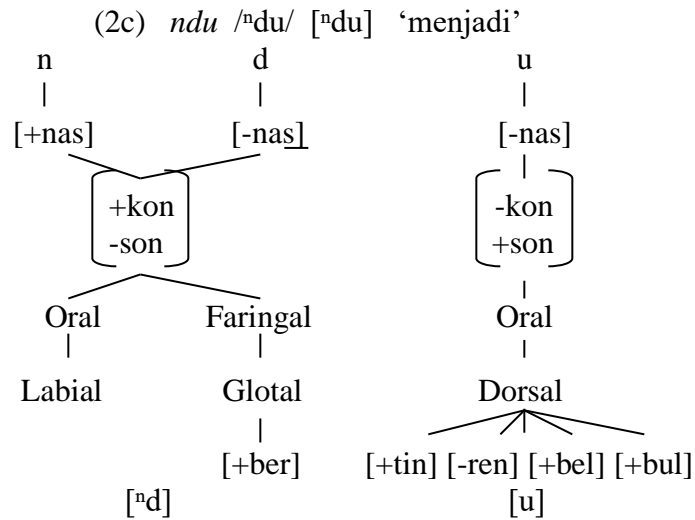 (2c) ndu /ⁿdu/ [ⁿdu] ‘menjadi’
n d u
[+nas] [-nas] [-nas]
+kon -kon
-son +son
Oral Faringal Oral
Labial Glotal Dorsal
[+ber] [+tin] [-ren] [+bel] [+bul]
[ⁿd] [u]